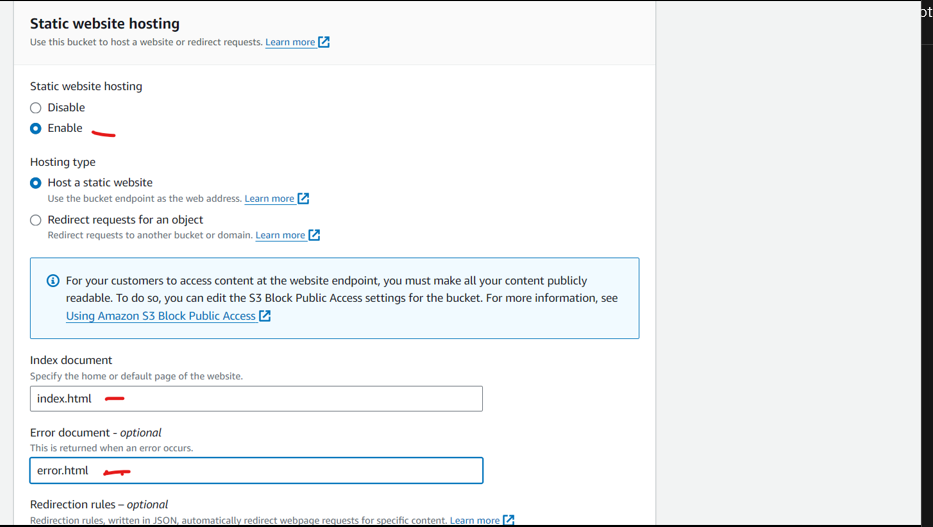 ot
Static website hosting
Use this bucket to host a website or redirect requests. Learn more
Static website hosting
Disable
Enable
Hosting type
Host a static website
Use the bucket endpoint as the web address. Learn more
Redirect requests for an object
Redirect requests to another bucket or domain. Learn more
For your customers to access content at the website endpoint, you must make all your content publicly
readable. To do so, you can edit the S3 Block Public Access settings for the bucket. For more information, see
Using Amazon S3 Block Public Access
Index document
Specify the home or default page of the website.
index.html
Error document - optional
This is returned when an error occurs.
error.html
Redirection rules – optional
Redirection rules, written in JSON, automatically redirect webpage requests for specific content. Learn more